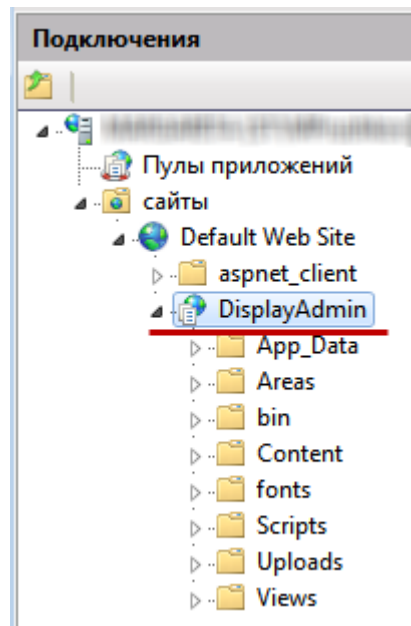 Подключения
Пулы приложений
сайты
Default Web Site
aspnet_client
DisplayAdmin
App_Data
Areas
bin
Content
fonts
Scripts
Uploads
Views